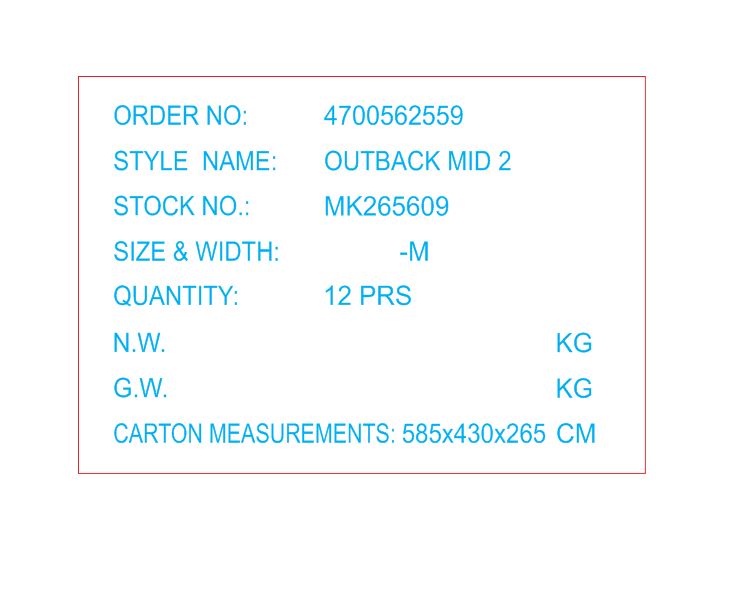 ORDER NO: 4700562559
STYLE NAME: OUTBACK MID 2
STOCK NO.: MK265609
SIZE & WIDTH: -M
QUANTITY: 12 PRS
N.W. KG
G.W. KG
CARTON MEASUREMENTS: 585x430x265 CM